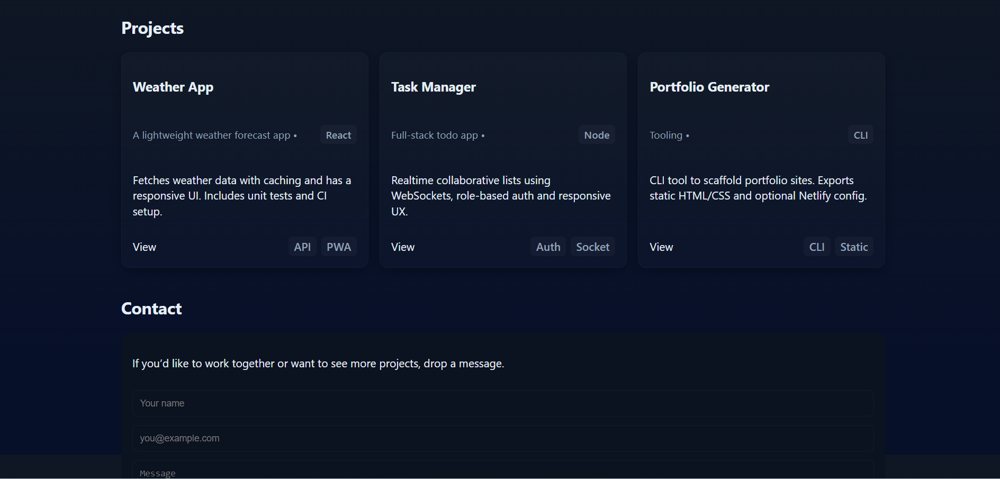 Projects
Weather App
A lightweight weather forecast app •
React
Fetches weather data with caching and has a
responsive UI. Includes unit tests and CI
setup.
View
API
PWA
Task Manager
Full-stack todo app •
Node
Realtime collaborative lists using
WebSockets, role-based auth and responsive
UX.
View
Auth
Socket
Portfolio Generator
Tooling •
CLI
CLI tool to scaffold portfolio sites. Exports
static HTML/CSS and optional Netlify config.
View
CLI
Static
Contact
If you’d like to work together or want to see more projects, drop a message.
Your name
you@example.com
Message